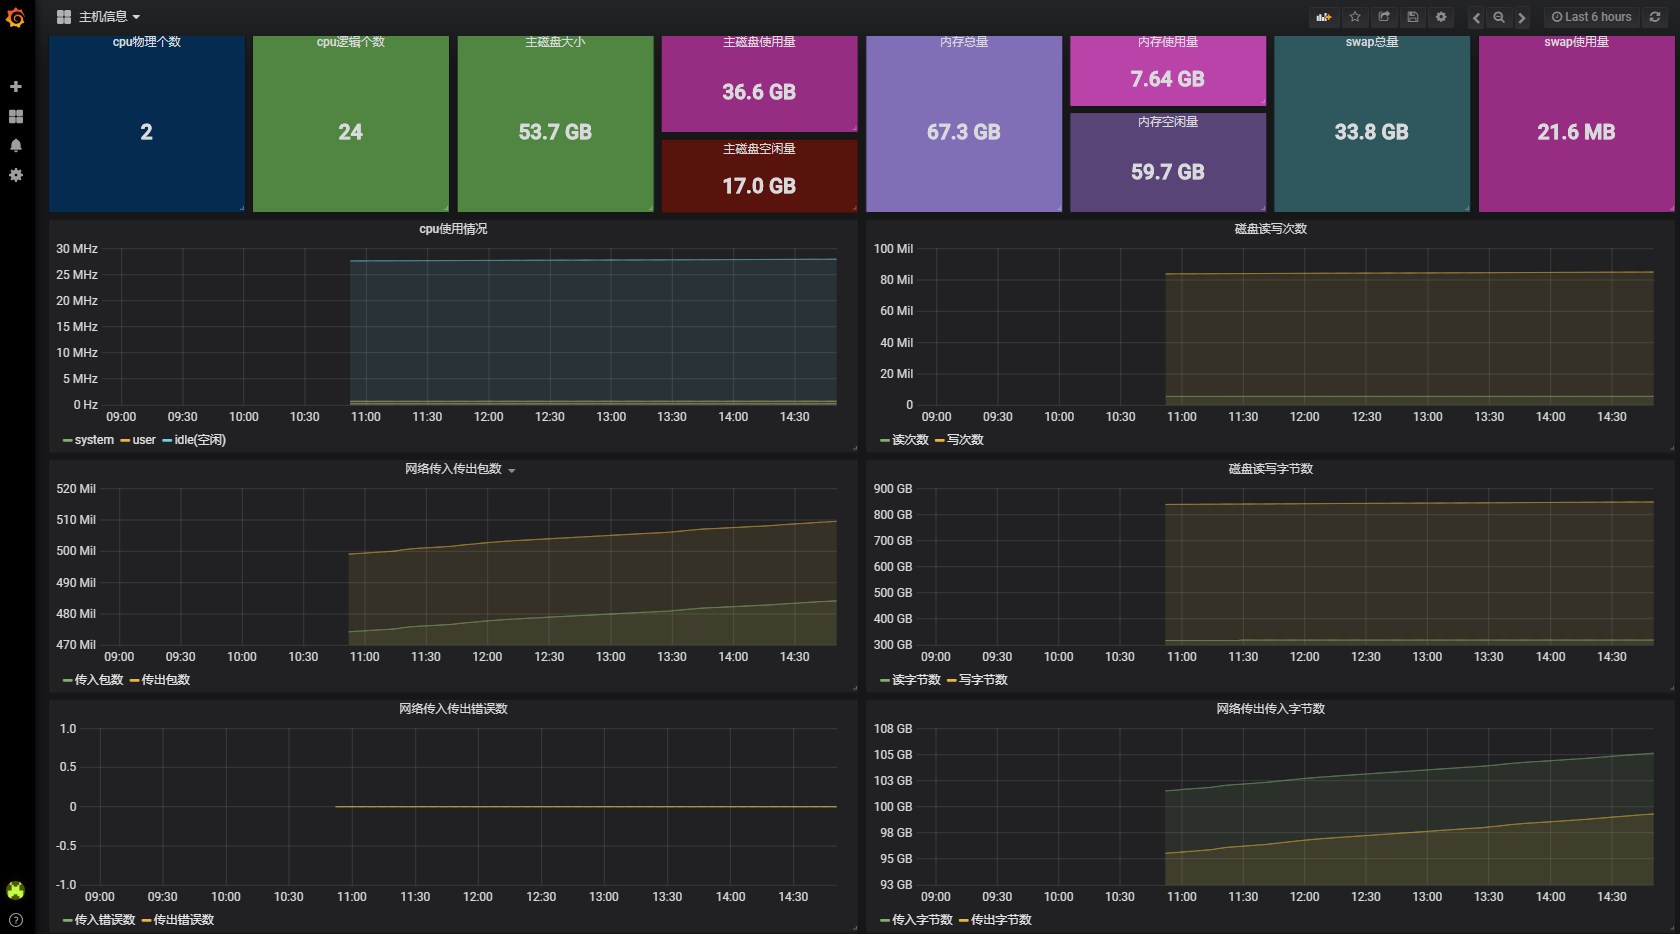 主机信息
Last 6 hours
cpu物理个数
2
cpu逻辑个数
24
主磁盘大小
53.7 GB
主磁盘使用量
36.6 GB
主磁盘空闲量
17.0 GB
内存总量
67.3 GB
内存使用量
7.64 GB
内存空闲量
59.7 GB
swap总量
33.8 GB
swap使用量
21.6 MB
cpu使用情况
30 MHz
25 MHz
20 MHz
15 MHz
10 MHz
5 MHz
0 Hz
09:00 09:30 10:00 10:30 11:00 11:30 12:00 12:30 13:00 13:30 14:00 14:30
system user idle(空闲)
磁盘读写次数
100 Mil
80 Mil
60 Mil
40 Mil
20 Mil
0
09:00 09:30 10:00 10:30 11:00 11:30 12:00 12:30 13:00 13:30 14:00 14:30
读次数 写次数
网络传入传出包数
520 Mil
510 Mil
500 Mil
490 Mil
480 Mil
470 Mil
09:00 09:30 10:00 10:30 11:00 11:30 12:00 12:30 13:00 13:30 14:00 14:30
传入包数 传出包数
磁盘读写字节数
900 GB
800 GB
700 GB
600 GB
500 GB
400 GB
300 GB
09:00 09:30 10:00 10:30 11:00 11:30 12:00 12:30 13:00 13:30 14:00 14:30
读字节数 写字节数
网络传入传出错误数
1.0
0.5
0
-0.5
-1.0
09:00 09:30 10:00 10:30 11:00 11:30 12:00 12:30 13:00 13:30 14:00 14:30
传入错误数 传出错误数
网络传出传入字节数
108 GB
105 GB
103 GB
100 GB
98 GB
95 GB
93 GB
09:00 09:30 10:00 10:30 11:00 11:30 12:00 12:30 13:00 13:30 14:00 14:30
传入字节数 传出字节数